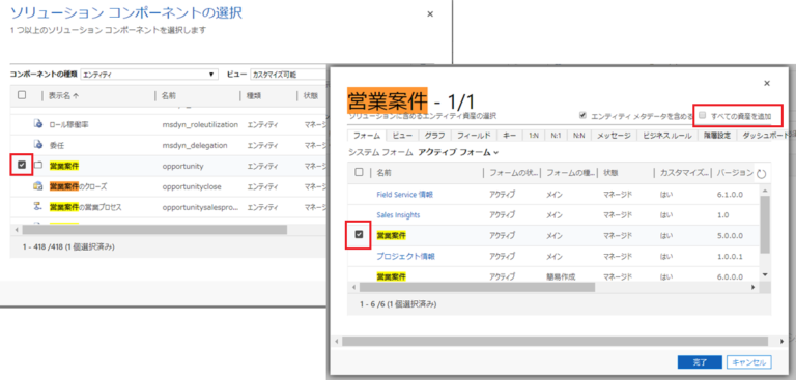 ソリューション コンポーネントの選択
1 つ以上のソリューション コンポーネントを選択します
コンポーネントの種類 エンティティ ビュー カスタマイズ可能
表示名 ↑ 名前 種類 状態
ロール稼働率 msdym_roleutilization エンティティ マネージ
委任 msdym_delegation エンティティ マネージ
営業案件 opportunity エンティティ マネージ
営業案件のクローズ opportunityclose エンティティ マネージ
営業案件の営業プロセス opportunitysalespro... エンティティ マネージ
1 - 418 /418 (1 個選択済み)
営業案件 - 1/1
ソリューションに含めるエンティティ資産の選択
エンティティ メタデータを含める すべての資産を追加
フォーム ビュー グラフ フィールド キー 1:N N:1 N:N メッセージ ビジネス ルール 階層設定 ダッシュボード
システム フォーム アクティブ フォーム
名前 フォームの状... フォームの種... 状態 カスタマイズ... バージョン
Field Service 情報 アクティブ メイン マネージド はい 6.1.0.0
Sales Insights アクティブ メイン マネージド はい 1.0
営業案件 アクティブ メイン マネージド はい 5.0.0.0
プロジェクト情報 アクティブ メイン マネージド はい 1.0.0.1
営業案件 アクティブ 簡易作成 マネージド はい 6.0.0.0
1 - 6 /6 (1 個選択済み)
完了 キャンセル